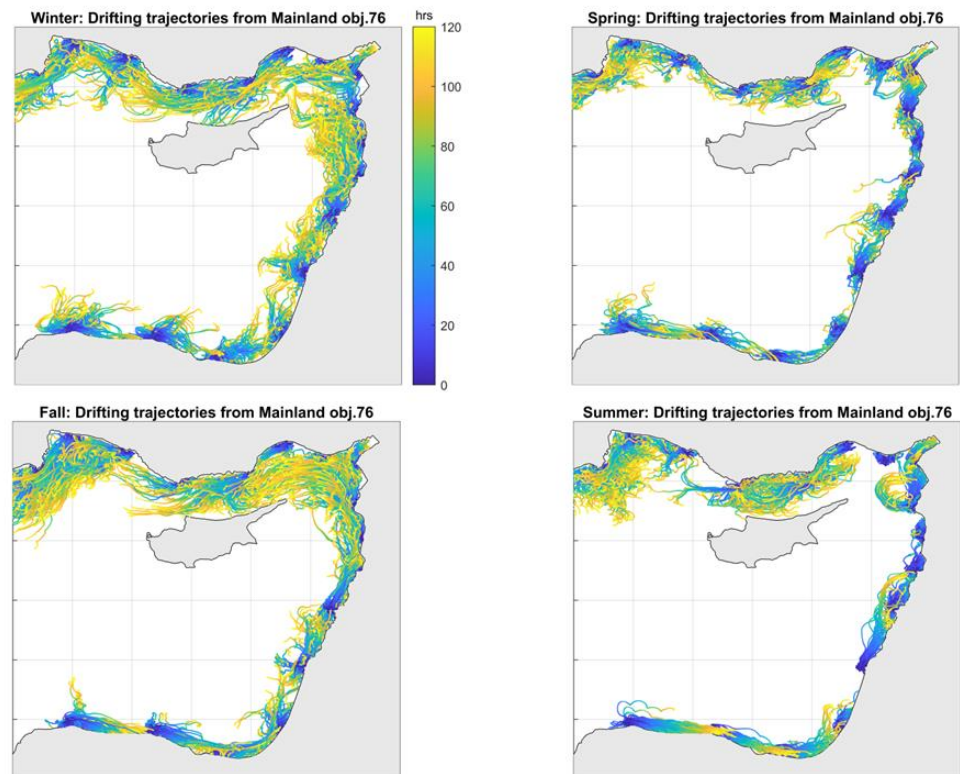 Winter: Drifting trajectories from Mainland obj.76
hrs
120
100
80
60
40
20
0
Spring: Drifting trajectories from Mainland obj.76
Fall: Drifting trajectories from Mainland obj.76
Summer: Drifting trajectories from Mainland obj.76